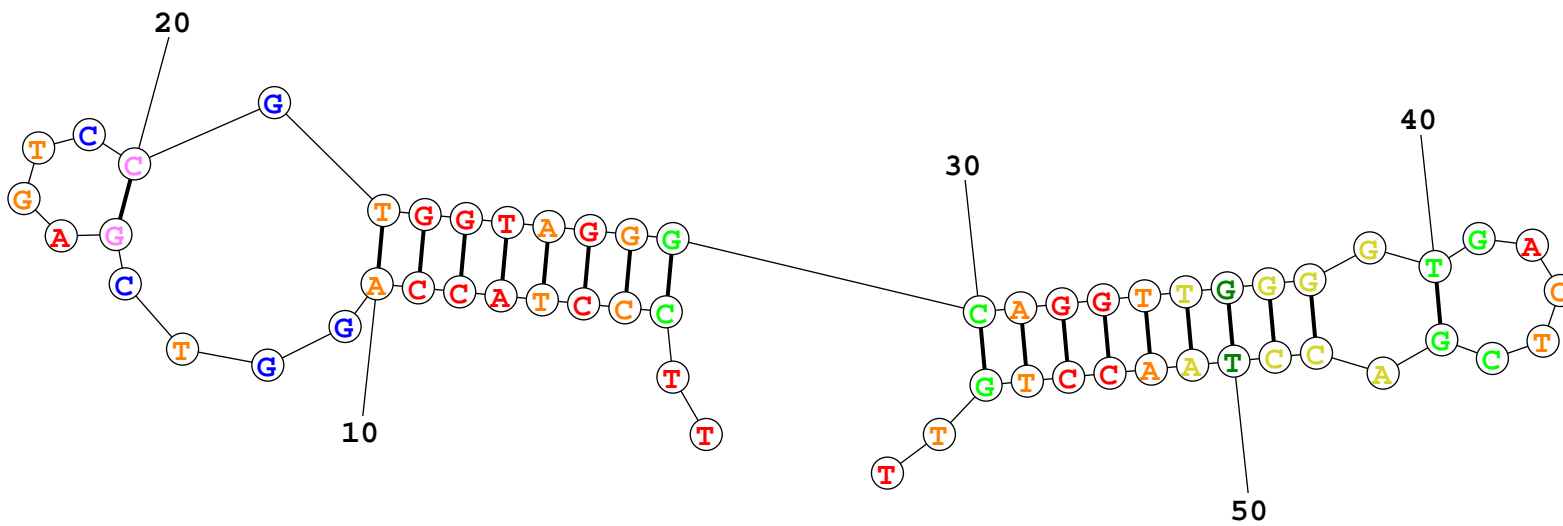 20
G
40
T C C
30
G
T G G T A G G G
A G
G T G A C T C G A
C A G G T T G G G
C
A C C A T C C C
G T C C A A T C C
T G G
T
10
T
T
T
50